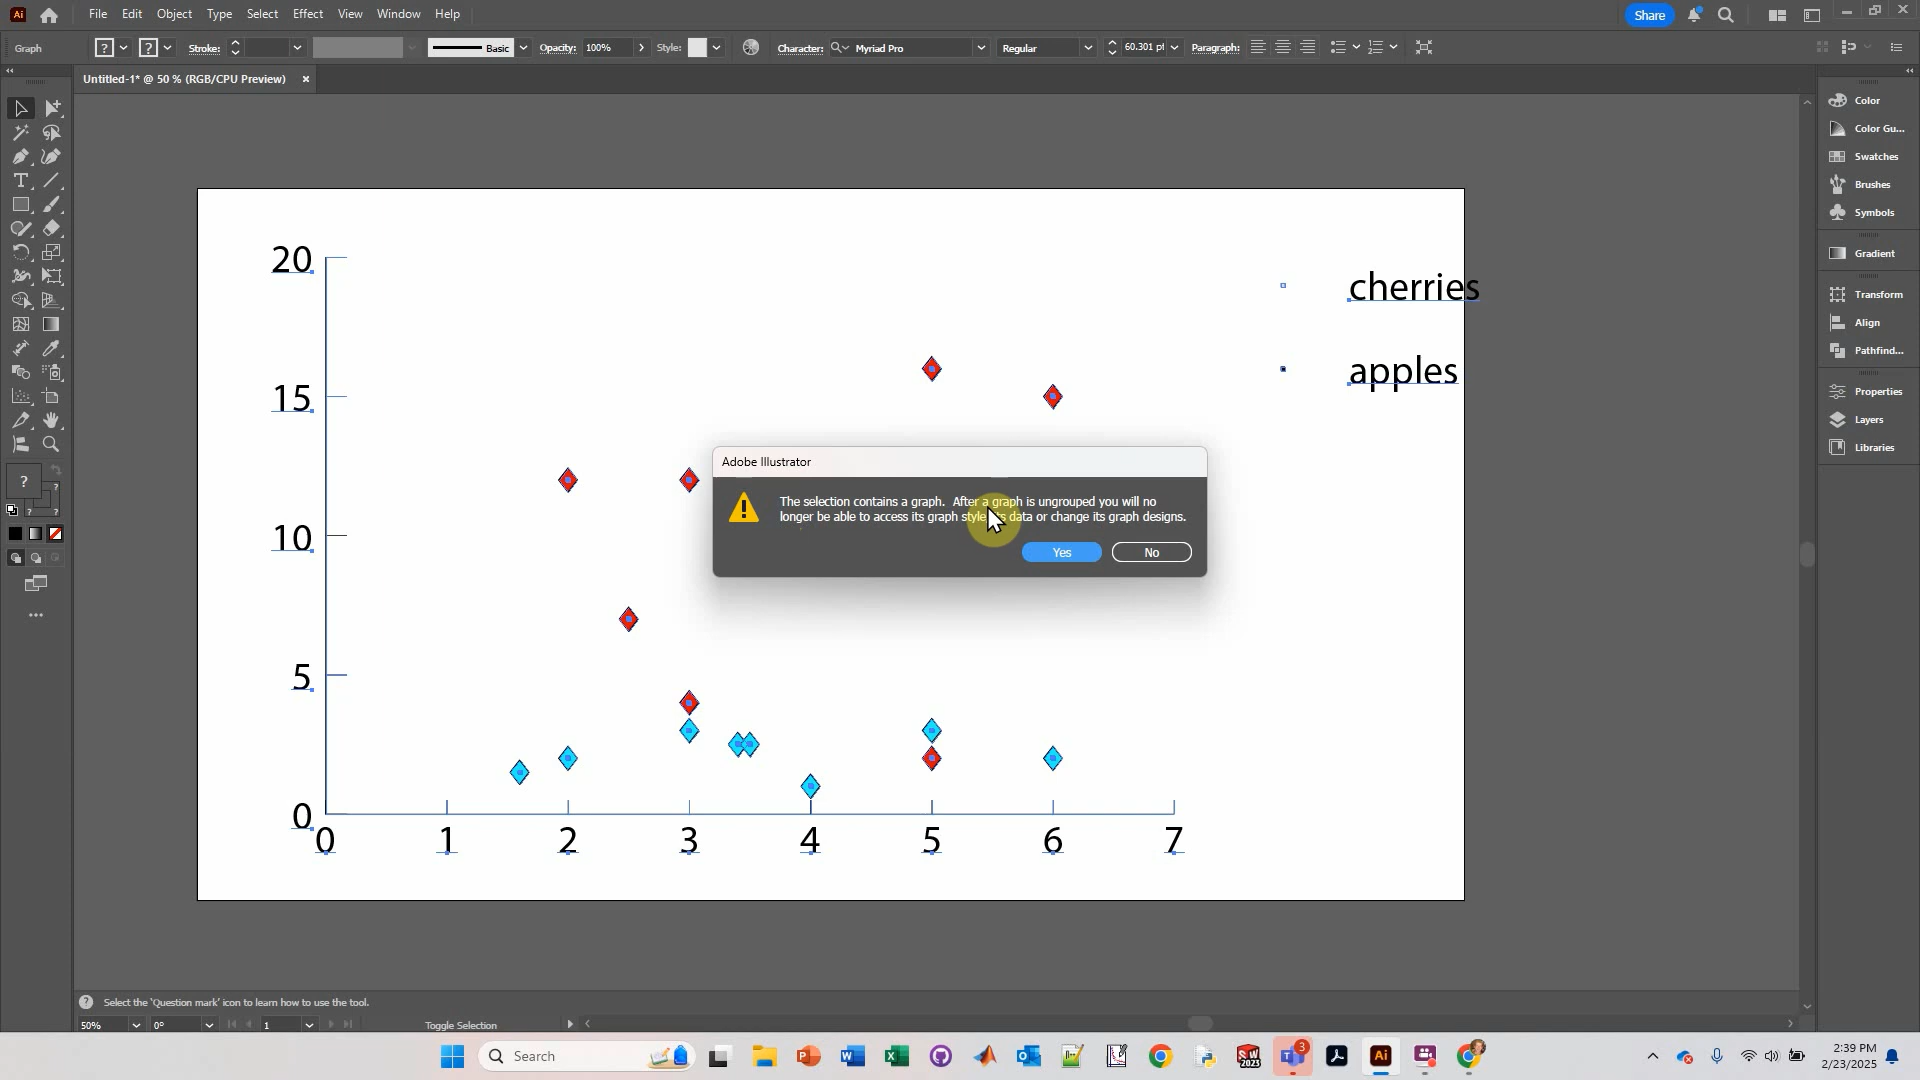 Ai
File Edit Object Type Select Effect View Window Help
Share
Graph ? ? Stroke: Basic Opacity: 100% Style: Character: Myriad Pro Regular 60.301 pt Paragraph:
Untitled-1* @ 50 % (RGB/CPU Preview) ×
Color
Color Gu...
Swatches
Brushes
Symbols
Gradient
Transform
Align
Pathfind...
Properties
Layers
Libraries
20
cherries
apples
15
Adobe Illustrator
The selection contains a graph. After a graph is ungrouped you will no
longer be able to access its graph style, its data or change its graph designs.
Yes No
10
5
0
0 1 2 3 4 5 6 7
? Select the 'Question mark' icon to learn how to use the tool.
50% 0° 1 Toggle Selection
Search
2023
3
Ai
2:39 PM
2/23/2025